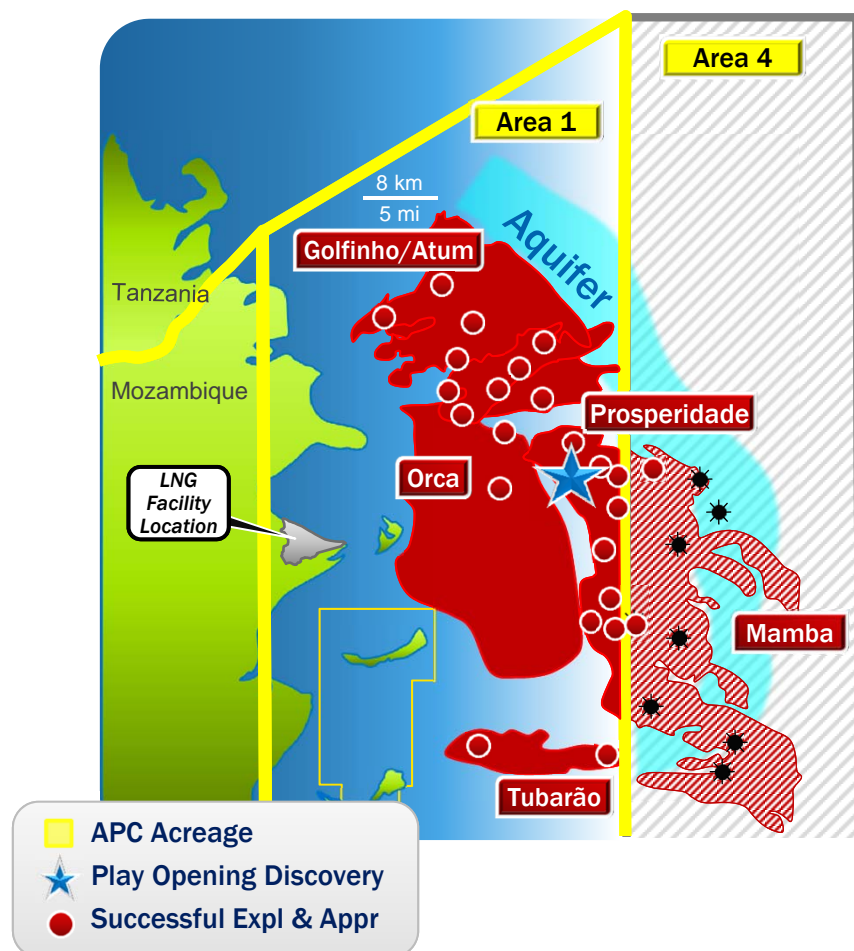 Area 4
Area 1
8 km
5 mi
Golfinho/Atum
Aquifer
Tanzania
Mozambique
Prosperidade
Orca
LNG
Facility
Location
Mamba
Tubarão
APC Acreage
Play Opening Discovery
Successful Expl & Appr